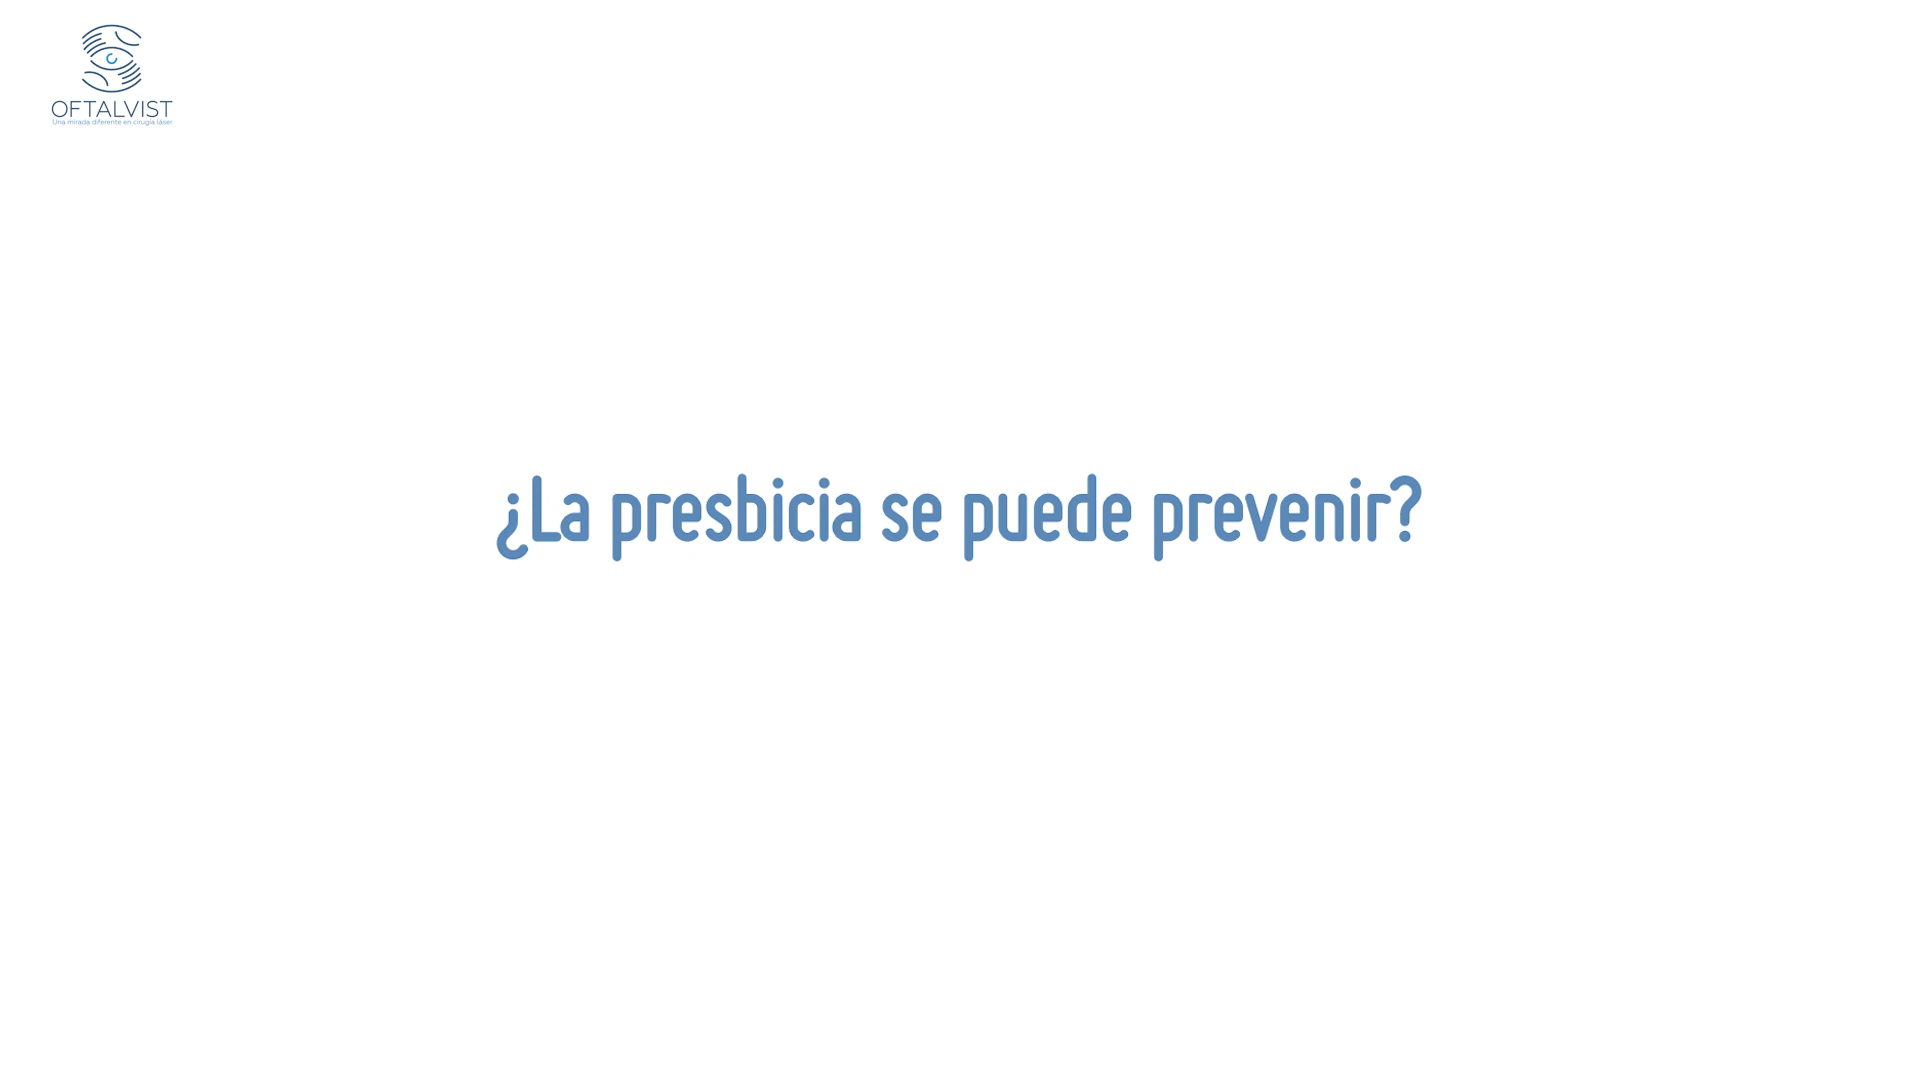 OFTALVIST
Una mirada diferente en cirugía láser
¿La presbicia se puede prevenir?